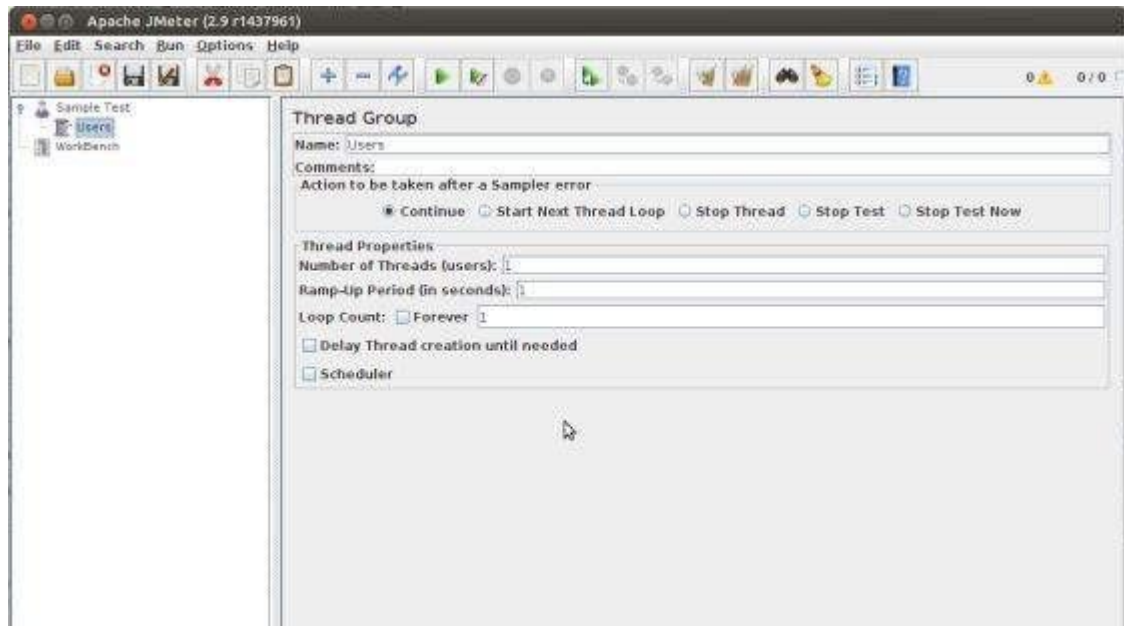 Apache JMeter (2.9 r1437961)
File Edit Search Run Options Help
0 0 / 0
Sample Test
Users
WorkBench
Thread Group
Name: Users
Comments:
Action to be taken after a Sampler error
Continue Start Next Thread Loop Stop Thread Stop Test Stop Test Now
Thread Properties
Number of Threads (users): 1
Ramp-Up Period (in seconds): 1
Loop Count: Forever 1
Delay Thread creation until needed
Scheduler